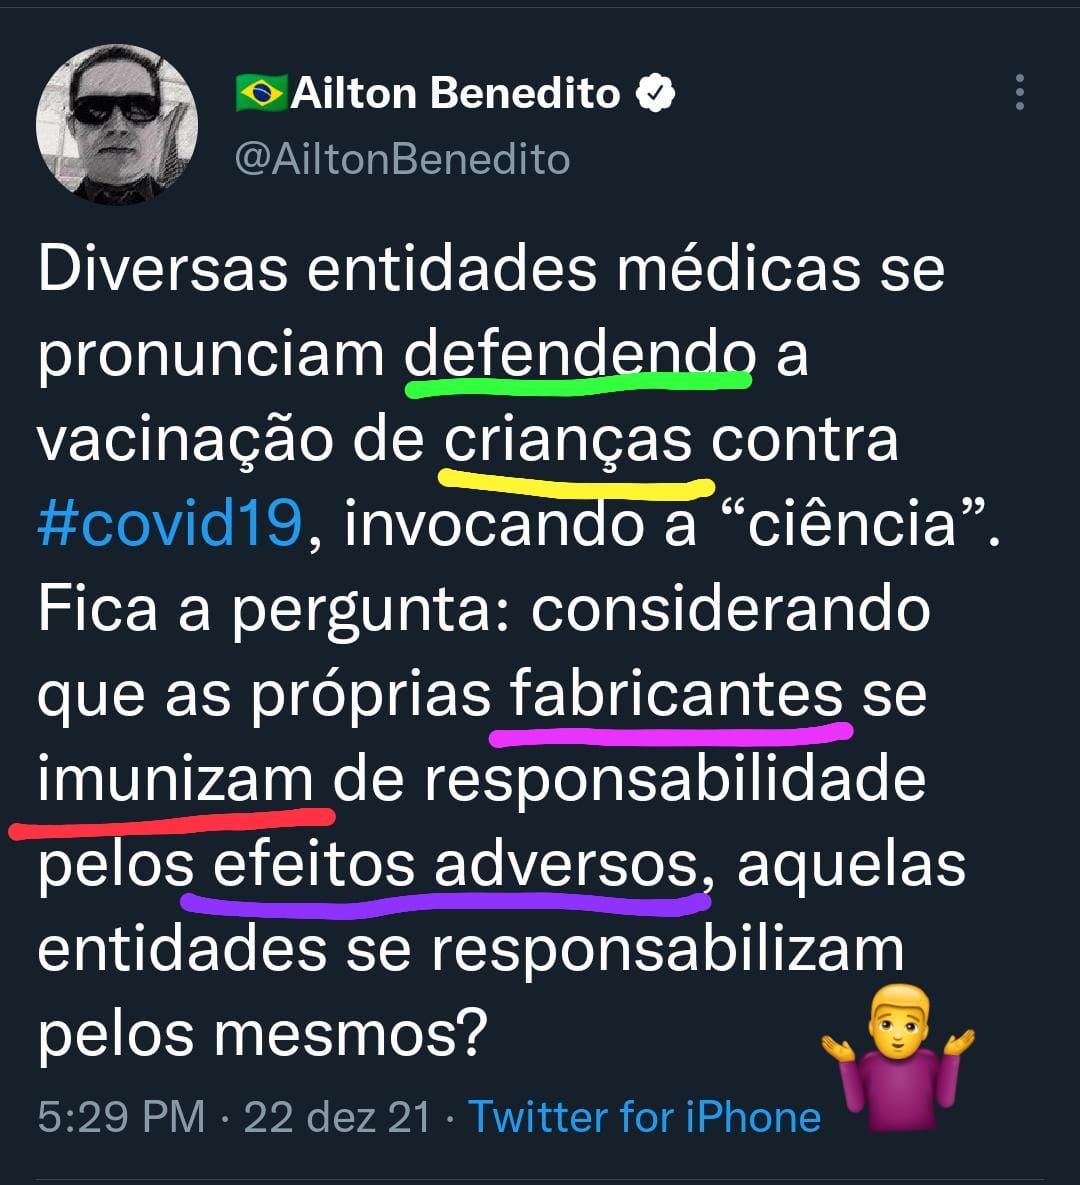 🇧🇷Ailton Benedito
@AiltonBenedito
Diversas entidades médicas se
pronunciam defendendo a
vacinação de crianças contra
#covid19, invocando a “ciência”.
Fica a pergunta: considerando
que as próprias fabricantes se
imunizam de responsabilidade
pelos efeitos adversos, aquelas
entidades se responsabilizam
pelos mesmos?
5:29 PM · 22 dez 21 · Twitter for iPhone